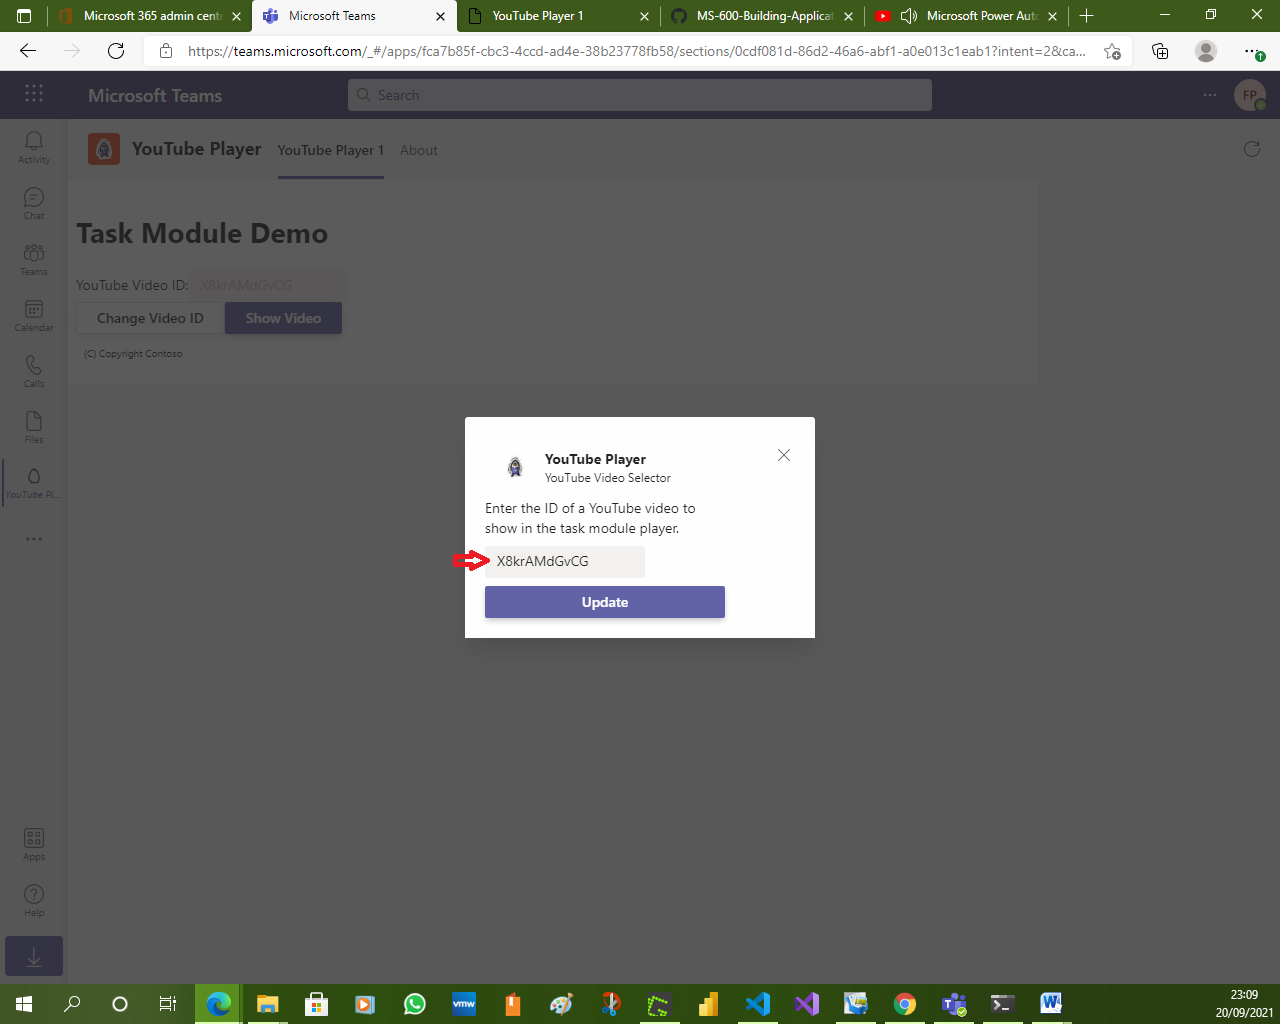 Microsoft 365 admin cente
Microsoft Teams
YouTube Player 1
MS-600-Building-Applicat
Microsoft Power Auto
https://teams.microsoft.com/_#/apps/fca7b85f-cbc3-4ccd-ad4e-38b23778fb58/sections/0cdf081d-86d2-46a6-abf1-a0e013c1eab1?intent=2&ca...
Microsoft Teams
Search
FP
Activity
Chat
Teams
Calendar
Calls
Files
YouTube Pl...
Apps
Help
YouTube Player
YouTube Player 1
About
Task Module Demo
YouTube Video ID:
X8krAMdGvCG
Change Video ID
Show Video
(C) Copyright Contoso
YouTube Player
YouTube Video Selector
Enter the ID of a YouTube video to
show in the task module player.
X8krAMdGvCG
Update
vmw
23:09
20/09/2021